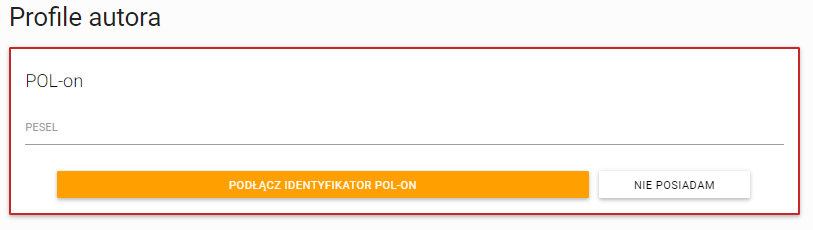 Profile autora
POL-on
PESEL
PODŁĄCZ IDENTYFIKATOR POL-ON
NIE POSIADAM